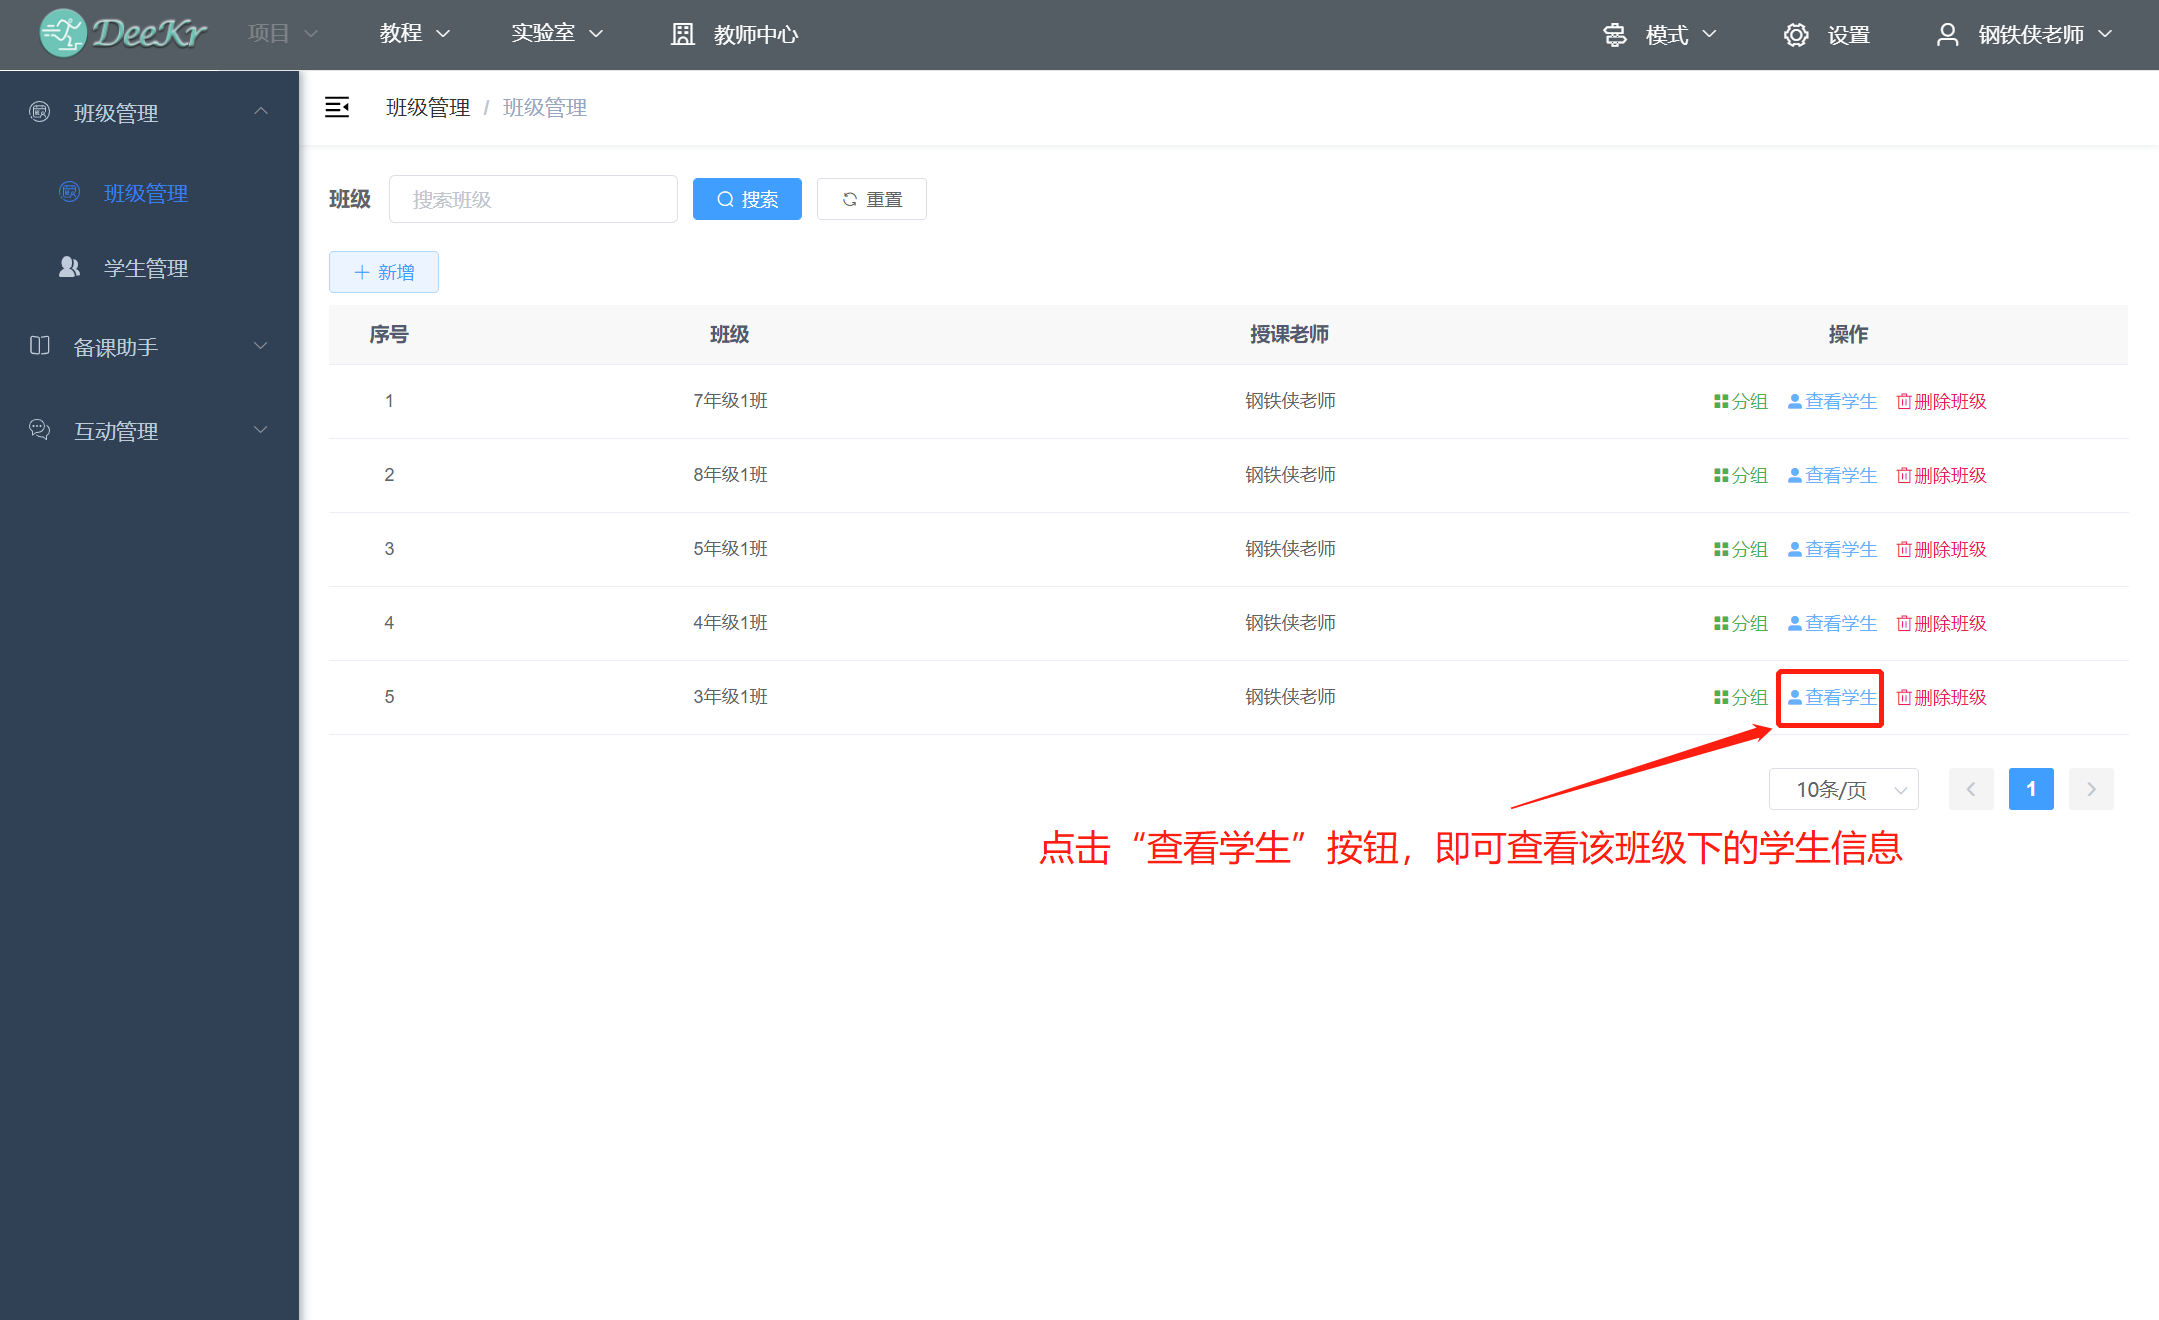 DeeKr 项目 教程 实验室 教师中心 模式 设置 钢铁侠老师
班级管理
班级管理
学生管理
备课助手
互动管理
班级管理 / 班级管理
班级 搜索班级 搜索 重置
新增
序号 班级 授课老师 操作
1 7年级1班 钢铁侠老师 分组 查看学生 删除班级
2 8年级1班 钢铁侠老师 分组 查看学生 删除班级
3 5年级1班 钢铁侠老师 分组 查看学生 删除班级
4 4年级1班 钢铁侠老师 分组 查看学生 删除班级
5 3年级1班 钢铁侠老师 分组 查看学生 删除班级
10条/页 1
点击“查看学生”按钮，即可查看该班级下的学生信息